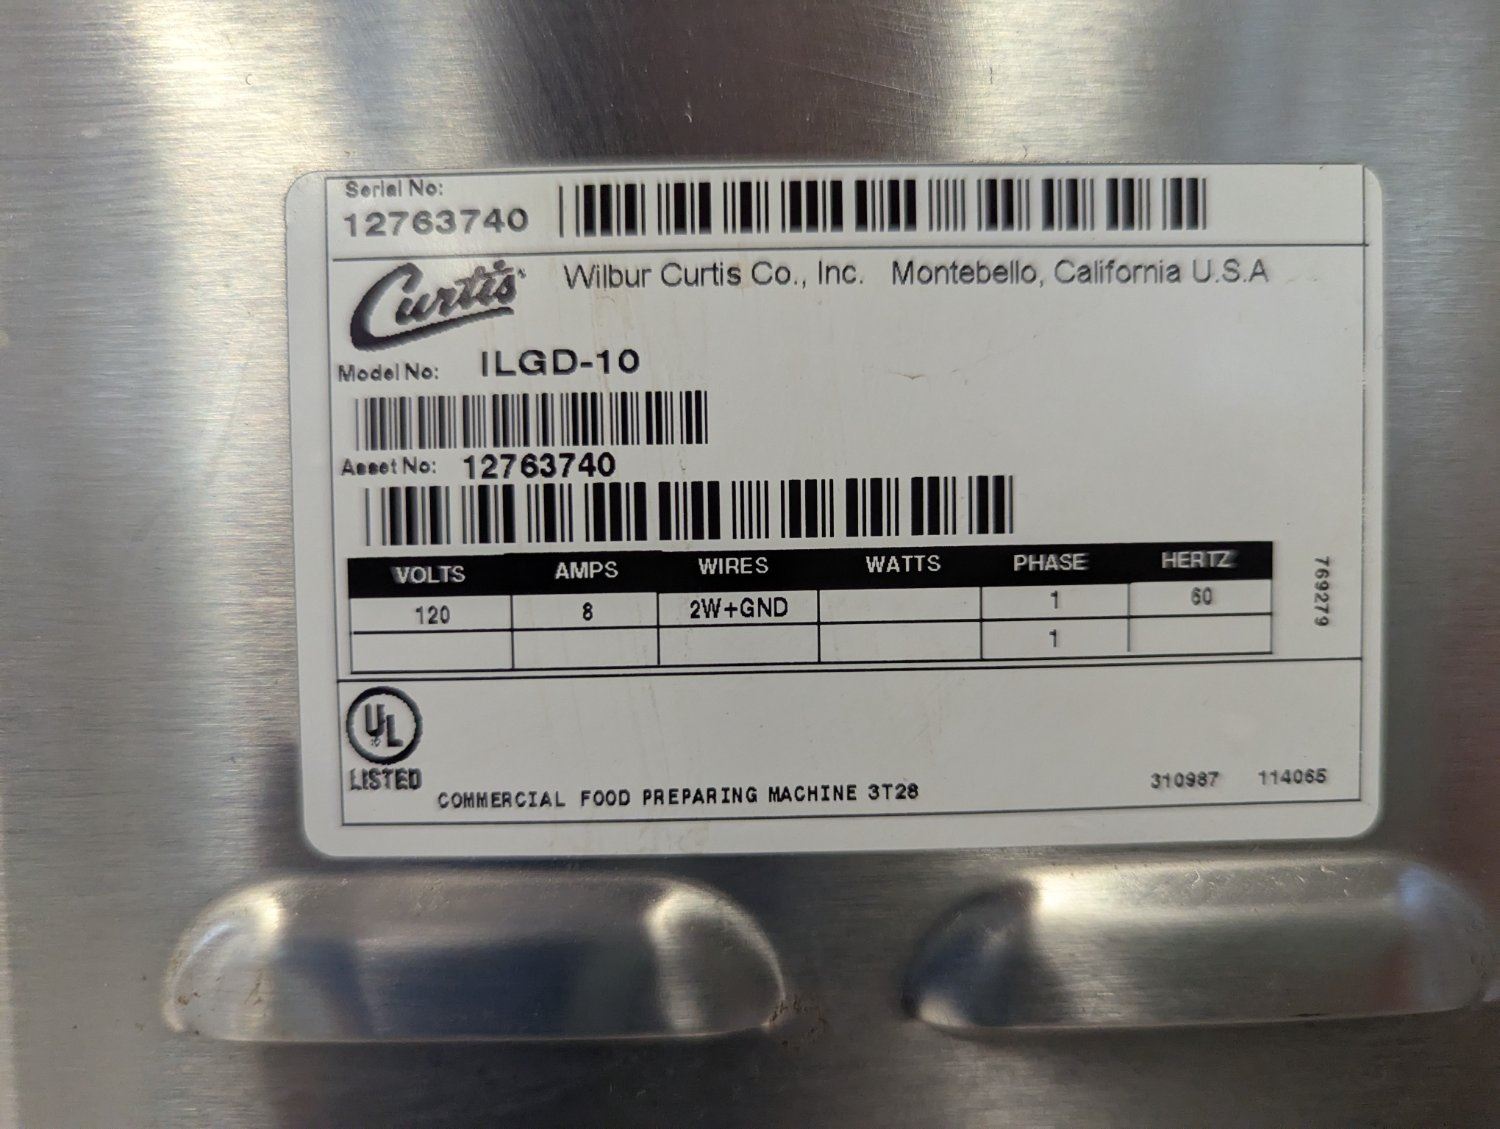 Serial No:
12763740
Curtis
Wilbur Curtis Co., Inc. Montebello, California U.S.A
Model No: ILGD-10
Asset No: 12763740
VOLTS AMPS WIRES WATTS PHASE HERTZ
120 8 2W+GND 1 60
1
769279
UL
LISTED
COMMERCIAL FOOD PREPARING MACHINE 3T28
310987 114065